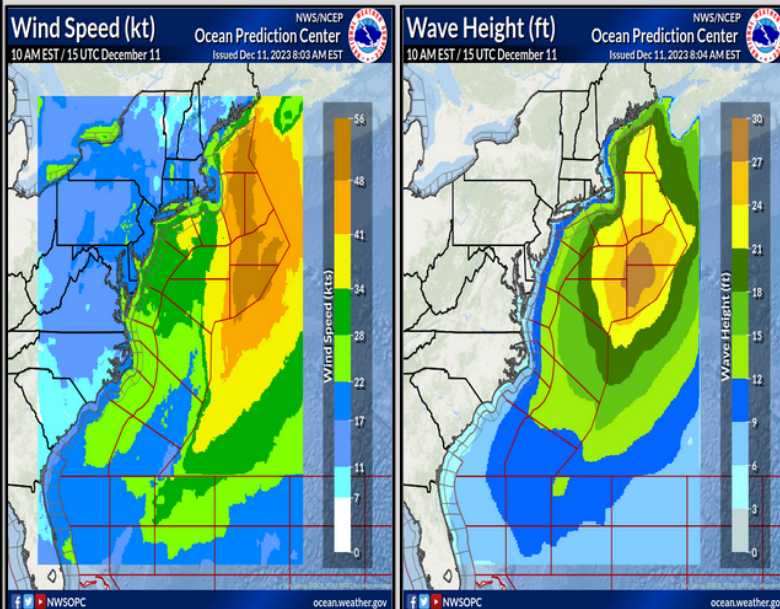 Wind Speed (kt)
NWS/NCEP
Ocean Prediction Center
10 AM EST / 15 UTC December 11
Issued Dec 11, 2023 8:03 AM EST
56
48
41
34
28
22
17
11
7
0
Wind Speed (kts)
NWSOPC
ocean.weather.gov
Wave Height (ft)
NWS/NCEP
Ocean Prediction Center
10 AM EST / 15 UTC December 11
Issued Dec 11, 2023 8:04 AM EST
30
27
24
21
18
15
12
9
6
3
0
Wave Height (ft)
NWSOPC
ocean.weather.gov